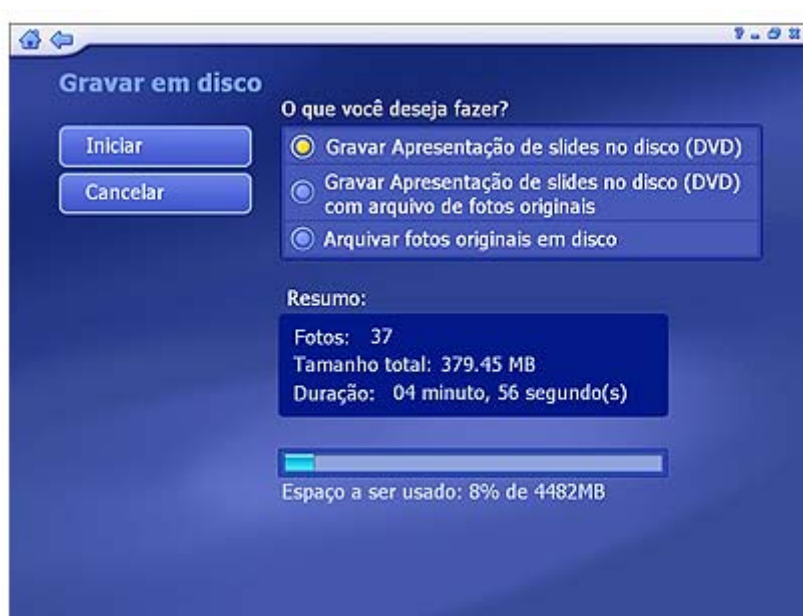 Gravar em disco
O que você deseja fazer?
Iniciar
Gravar Apresentação de slides no disco (DVD)
Cancelar
Gravar Apresentação de slides no disco (DVD)
com arquivo de fotos originais
Arquivar fotos originais em disco
Resumo:
Fotos: 37
Tamanho total: 379.45 MB
Duração: 04 minuto, 56 segundo(s)
Espaço a ser usado: 8% de 4482MB